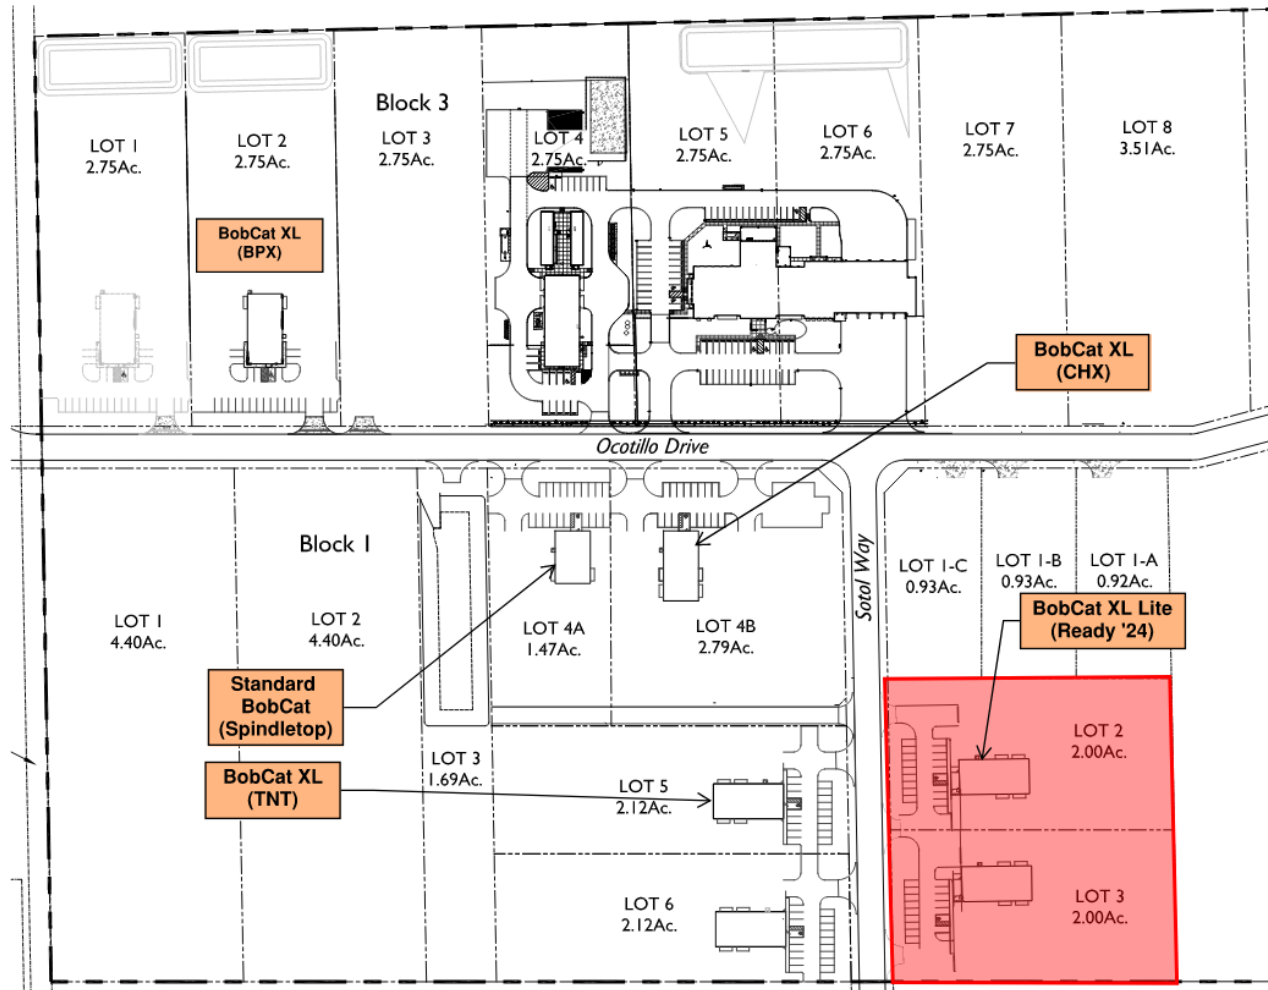 Block 3
LOT 1
2.75Ac.
LOT 2
2.75Ac.
LOT 3
2.75Ac.
LOT 4
2.75Ac.
LOT 5
2.75Ac.
LOT 6
2.75Ac.
LOT 7
2.75Ac.
LOT 8
3.51Ac.
BobCat XL
(BPX)
BobCat XL
(CHX)
Ocotillo Drive
Block 1
Sotol Way
LOT 1
4.40Ac.
LOT 2
4.40Ac.
LOT 4A
1.47Ac.
LOT 4B
2.79Ac.
LOT 1-C
0.93Ac.
LOT 1-B
0.93Ac.
LOT 1-A
0.92Ac.
BobCat XL Lite
(Ready '24)
Standard
BobCat
(Spindletop)
BobCat XL
(TNT)
LOT 3
1.69Ac.
LOT 5
2.12Ac.
LOT 6
2.12Ac.
LOT 2
2.00Ac.
LOT 3
2.00Ac.